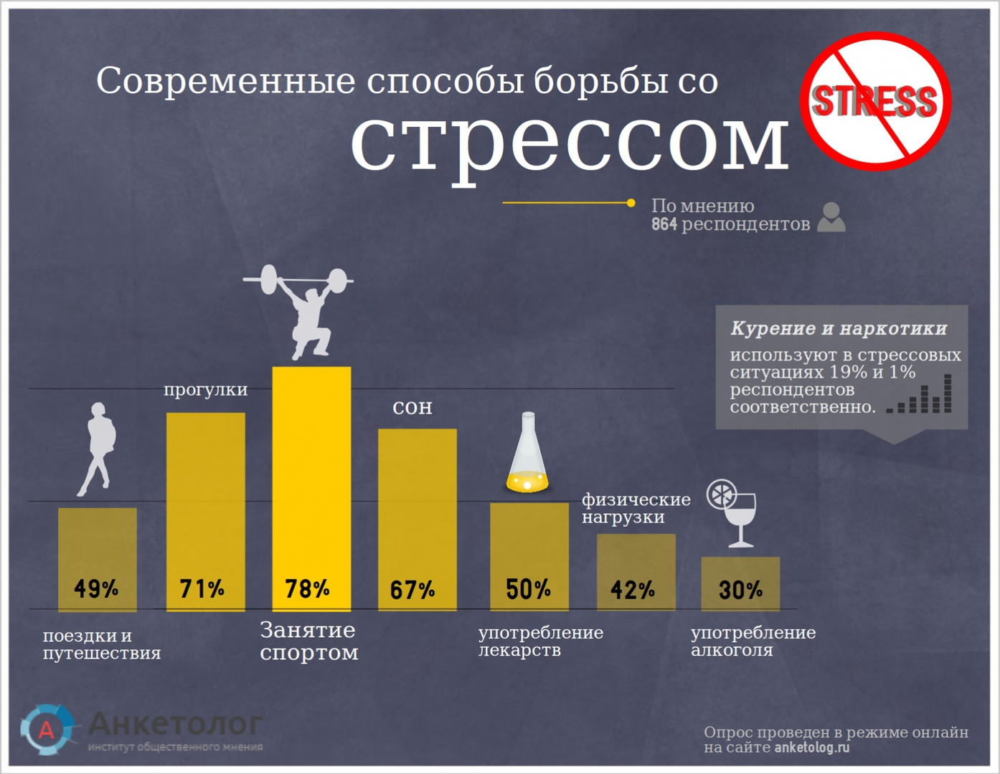 Современные способы борьбы со
стрессом
STRESS
По мнению
864 респондентов
Курение и наркотики
используют в стрессовых
ситуациях 19% и 1%
респондентов
соответственно.
прогулки
сон
физические
нагрузки
49%
71%
78%
67%
50%
42%
30%
поездки и
путешествия
Занятие
спортом
употребление
лекарств
употребление
алкоголя
А
Анкетолог
институт общественного мнения
Опрос проведен в режиме онлайн
на сайте anketolog.ru